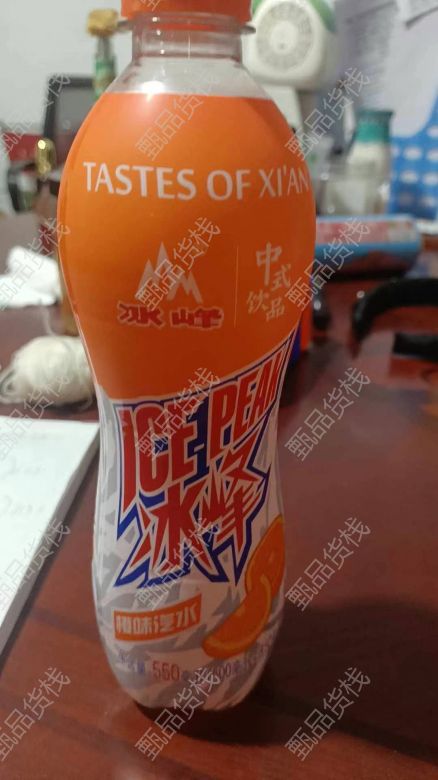 TASTES OF XI'AN
冰峰
中式
饮品
ICE PEAK
冰峰
橙味汽水
甄品货栈